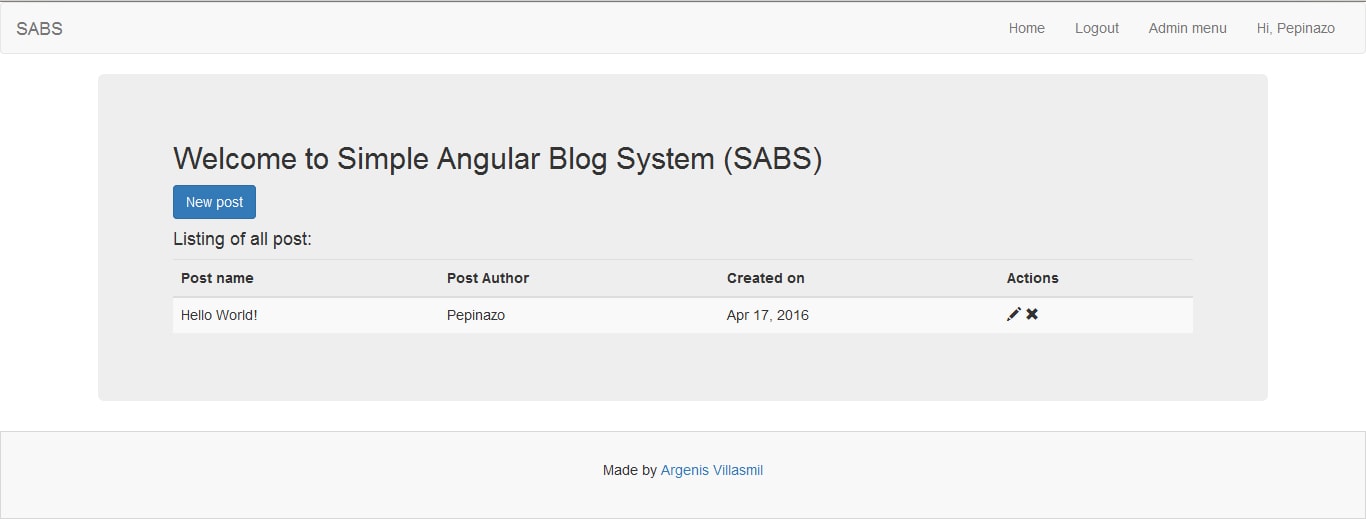 SABS Home Logout Admin menu Hi, Pepinazo
Welcome to Simple Angular Blog System (SABS)
New post
Listing of all post:
Post name Post Author Created on Actions
Hello World! Pepinazo Apr 17, 2016
Made by Argenis Villasmil